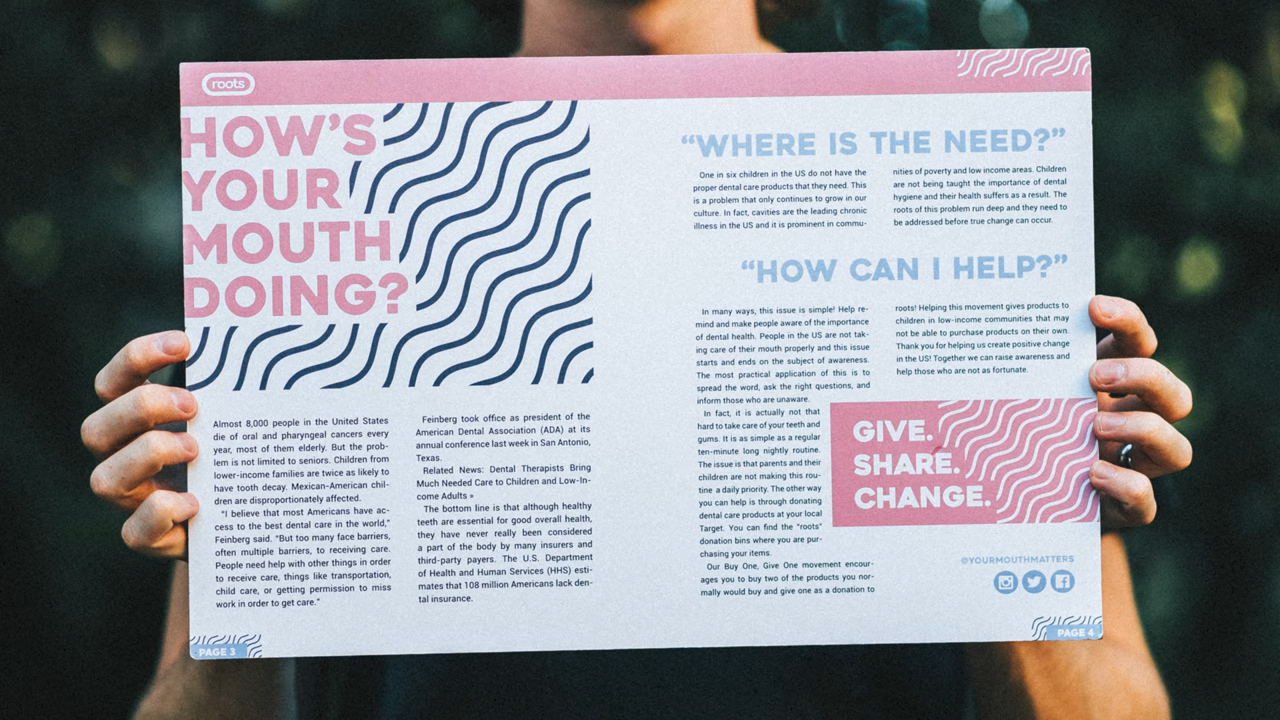 roots
HOW'S
YOUR
MOUTH
DOING?
Almost 8,000 people in the United States
die of oral and pharyngeal cancers every
year, most of them elderly. But the prob-
lem is not limited to seniors. Children from
lower-income families are twice as likely to
have tooth decay. Mexican-American chil-
dren are disproportionately affected.
"I believe that most Americans have ac-
cess to the best dental care in the world,"
Feinberg said. "But too many face barriers,
often multiple barriers, to receiving care.
People need help with other things in order
to receive care, things like transportation,
child care, or getting permission to miss
work in order to get care."
Feinberg took office as president of the
American Dental Association (ADA) at its
annual conference last week in San Antonio,
Texas.
Related News: Dental Therapists Bring
Much Needed Care to Children and Low-In-
come Adults »
The bottom line is that although healthy
teeth are essential for good overall health,
they have never really been considered
a part of the body by many insurers and
third-party payers. The U.S. Department
of Health and Human Services (HHS) esti-
mates that 108 million Americans lack den-
tal insurance.
PAGE 3
"WHERE IS THE NEED?"
One in six children in the US do not have the
proper dental care products that they need. This
is a problem that only continues to grow in our
culture. In fact, cavities are the leading chronic
illness in the US and it is prominent in commu-
nities of poverty and low income areas. Children
are not being taught the importance of dental
hygiene and their health suffers as a result. The
roots of this problem run deep and they need to
be addressed before true change can occur.
"HOW CAN I HELP?"
In many ways, this issue is simple! Help re-
mind and make people aware of the importance
of dental health. People in the US are not tak-
ing care of their mouth properly and this issue
starts and ends on the subject of awareness.
The most practical application of this is to
spread the word, ask the right questions, and
inform those who are unaware.
In fact, it is actually not that
hard to take care of your teeth and
gums. It is as simple as a regular
ten-minute long nightly routine.
The issue is that parents and their
children are not making this rou-
tine a daily priority. The other way
you can help is through donating
dental care products at your local
Target. You can find the "roots"
donation bins where you are pur-
chasing your items.
Our Buy One, Give One movement encour-
ages you to buy two of the products you nor-
mally would buy and give one as a donation to
roots! Helping this movement gives products to
children in low-income communities that may
not be able to purchase products on their own.
Thank you for helping us create positive change
in the US! Together we can raise awareness and
help those who are not as fortunate.
GIVE.
SHARE.
CHANGE.
@YOURMOUTHMATTERS
PAGE 4